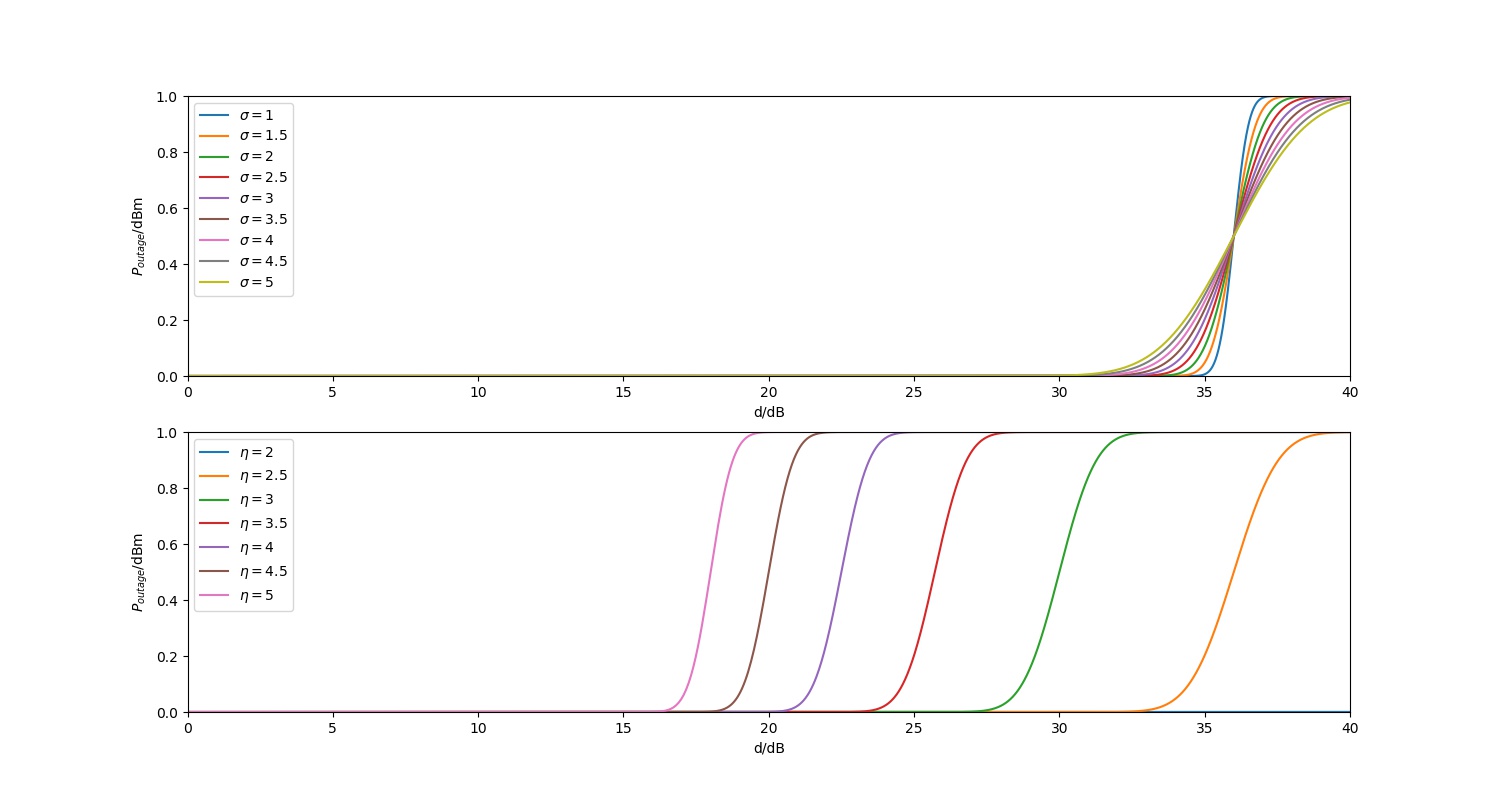 1.0
0.8
0.6
0.4
0.2
0.0
P_outage/dBm
σ = 1
σ = 1.5
σ = 2
σ = 2.5
σ = 3
σ = 3.5
σ = 4
σ = 4.5
σ = 5
0 5 10 15 20 25 30 35 40
d/dB
1.0
0.8
0.6
0.4
0.2
0.0
P_outage/dBm
η = 2
η = 2.5
η = 3
η = 3.5
η = 4
η = 4.5
η = 5
0 5 10 15 20 25 30 35 40
d/dB